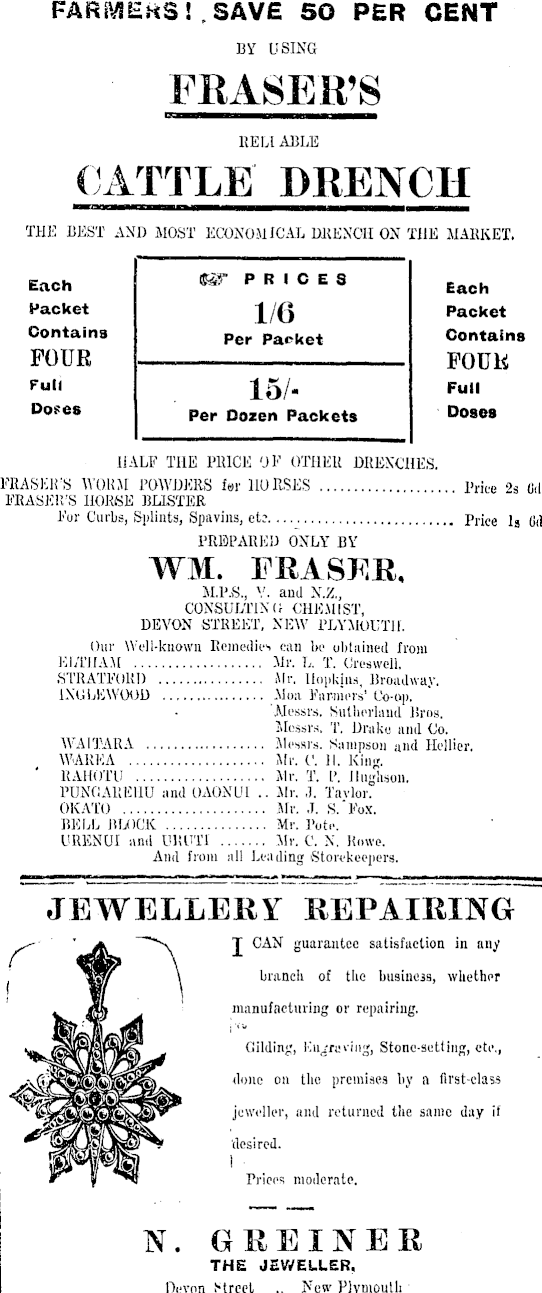 FARMERS! SAVE 50 PER CENT
BY USING
FRASER'S
RELIABLE
CATTLE DRENCH
THE BEST AND MOST ECONOMICAL DRENCH ON THE MARKET.
Each
Packet
Contains
FOUR
Full
Doses
PRICES
1/6
Per Packet
15/-
Per Dozen Packets
Each
Packet
Contains
FOUR
Full
Doses
HALF THE PRICE OF OTHER DRENCHES.
FRASER'S WORM POWDERS for HORSES .................... Price 2s 6d
FRASER'S HORSE BLISTER
For Curbs, Splints, Spavins, etc........................... Price 1s 6d
PREPARED ONLY BY
WM. FRASER,
M.P.S., V. and N.Z.,
CONSULTING CHEMIST,
DEVON STREET, NEW PLYMOUTH.
Our Well-known Remedies can be obtained from
ELTHAM ................... Mr. L. T. Creswell.
STRATFORD ................ Mr. Hopkins, Broadway.
INGLEWOOD ................ Moa Farmers' Co-op.
Messrs. Sutherland Bros.
Messrs. T. Drake and Co.
WAITARA .................. Messrs. Sampson and Hellier.
WAREA .................... Mr. C. H. King.
RAHOTU ................... Mr. T. P. Hughson.
PUNGAREHU and OAONUI .. Mr. J. Taylor.
OKATO .................... Mr. J. S. Fox.
BELL BLOCK ............... Mr. Pote.
URENUI and URUTI ....... Mr. C. N. Rowe.
And from all Leading Storekeepers.
JEWELLERY REPAIRING
I CAN guarantee satisfaction in any
branch of the business, whether
manufacturing or repairing.
Gilding, Engraving, Stone-setting, etc.,
done on the premises by a first-class
jeweller, and returned the same day if
desired.
Prices moderate.
N. GREINER
THE JEWELLER,
Devon Street .. New Plymouth